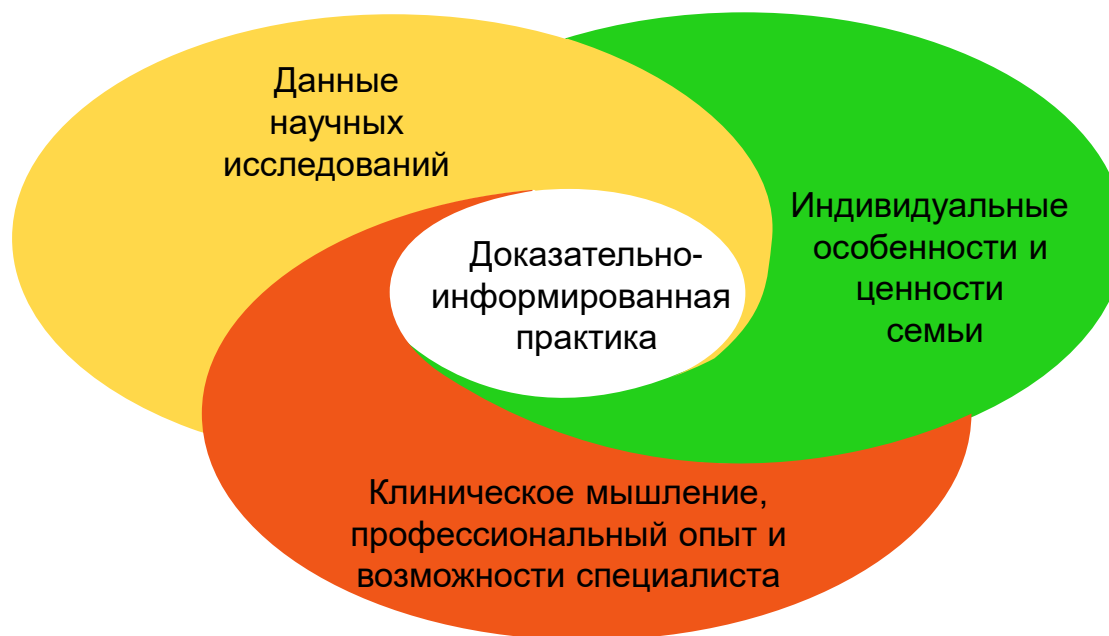 Данные
научных
исследований
Индивидуальные
особенности и
ценности
семьи
Доказательно-
информированная
практика
Клиническое мышление,
профессиональный опыт и
возможности специалиста